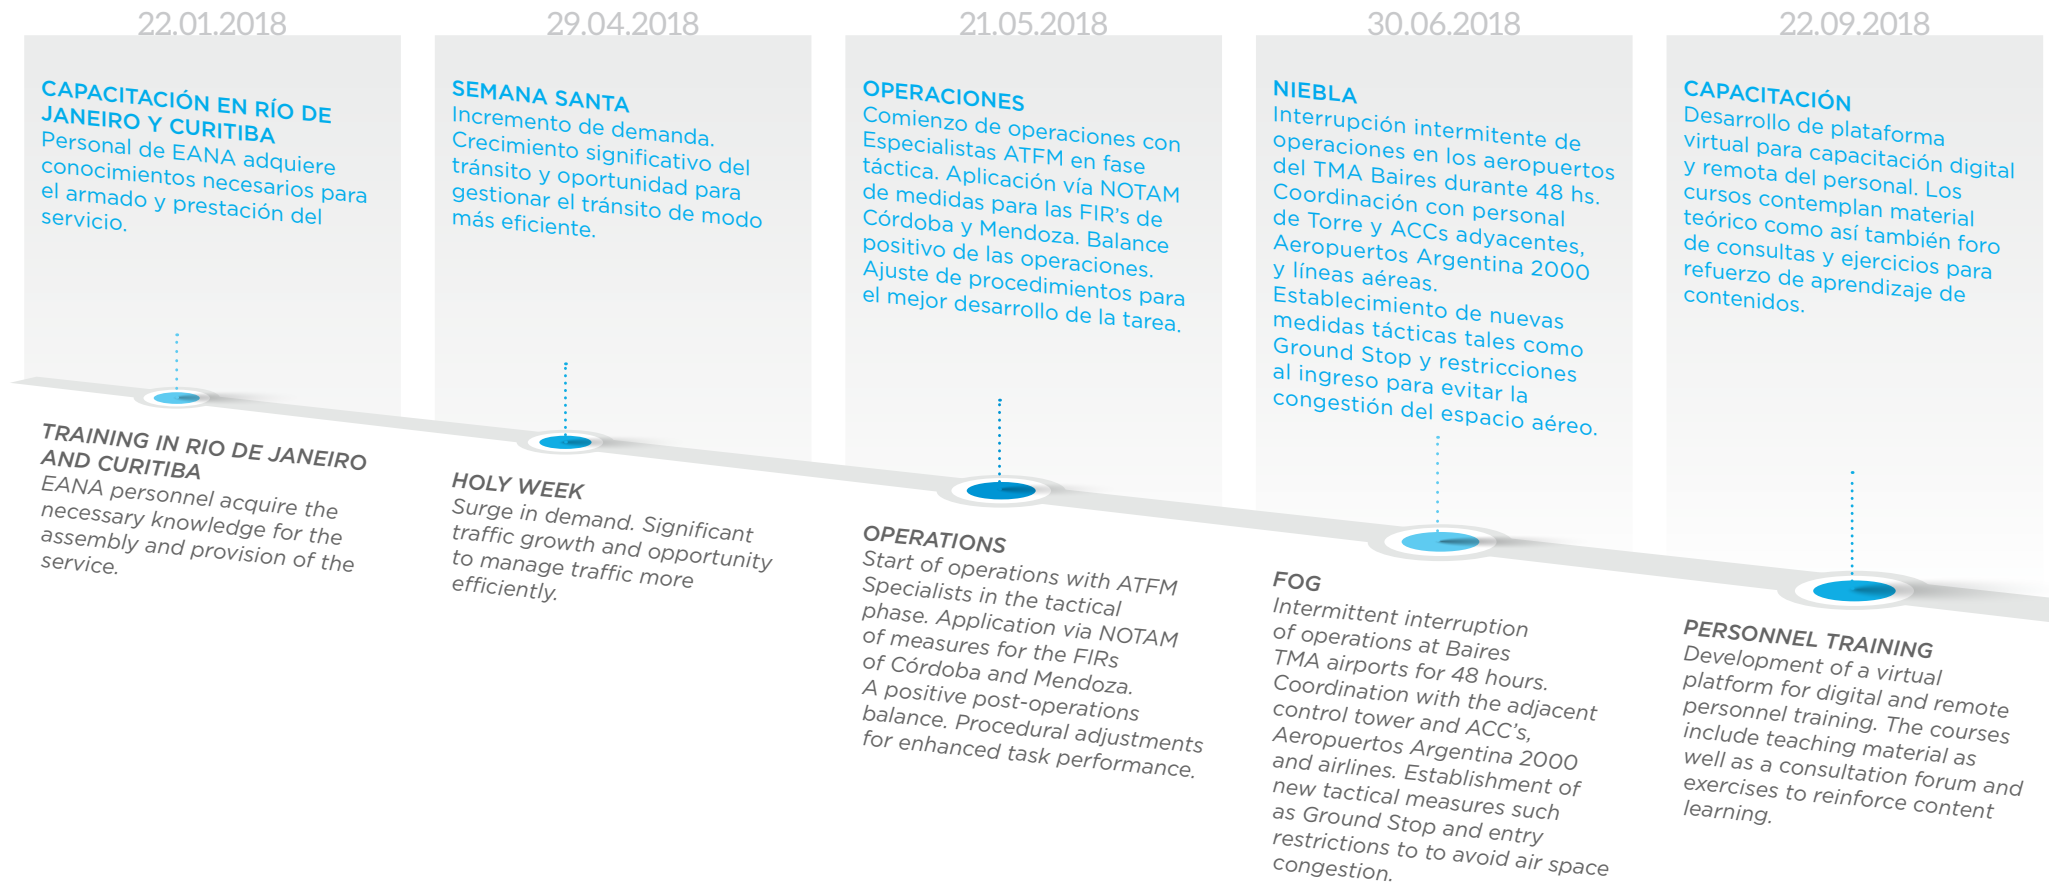 22.01.2018
CAPACITACIÓN EN RÍO DE
JANEIRO Y CURITIBA
Personal de EANA adquiere
conocimientos necesarios para
el armado y prestación del
servicio.
TRAINING IN RIO DE JANEIRO
AND CURITIBA
EANA personnel acquire the
necessary knowledge for the
assembly and provision of the
service.
29.04.2018
SEMANA SANTA
Incremento de demanda.
Crecimiento significativo del
tránsito y oportunidad para
gestionar el tránsito de modo
más eficiente.
HOLY WEEK
Surge in demand. Significant
traffic growth and opportunity
to manage traffic more
efficiently.
21.05.2018
OPERACIONES
Comienzo de operaciones con
Especialistas ATFM en fase
táctica. Aplicación vía NOTAM
de medidas para las FIR's de
Córdoba y Mendoza. Balance
positivo de las operaciones.
Ajuste de procedimientos para
el mejor desarrollo de la tarea.
OPERATIONS
Start of operations with ATFM
Specialists in the tactical
phase. Application via NOTAM
of measures for the FIRs
of Córdoba and Mendoza.
A positive post-operations
balance. Procedural adjustments
for enhanced task performance.
30.06.2018
NIEBLA
Interrupción intermitente de
operaciones en los aeropuertos
del TMA Baires durante 48 hs.
Coordinación con personal
de Torre y ACCs adyacentes,
Aeropuertos Argentina 2000
y líneas aéreas.
Establecimiento de nuevas
medidas tácticas tales como
Ground Stop y restricciones
al ingreso para evitar la
congestión del espacio aéreo.
FOG
Intermittent interruption
of operations at Baires
TMA airports for 48 hours.
Coordination with the adjacent
control tower and ACC's,
Aeropuertos Argentina 2000
and airlines. Establishment of
new tactical measures such
as Ground Stop and entry
restrictions to to avoid air space
congestion.
22.09.2018
CAPACITACIÓN
Desarrollo de plataforma
virtual para capacitación digital
y remota del personal. Los
cursos contemplan material
teórico como así también foro
de consultas y ejercicios para
refuerzo de aprendizaje de
contenidos.
PERSONNEL TRAINING
Development of a virtual
platform for digital and remote
personnel training. The courses
include teaching material as
well as a consultation forum and
exercises to reinforce content
learning.